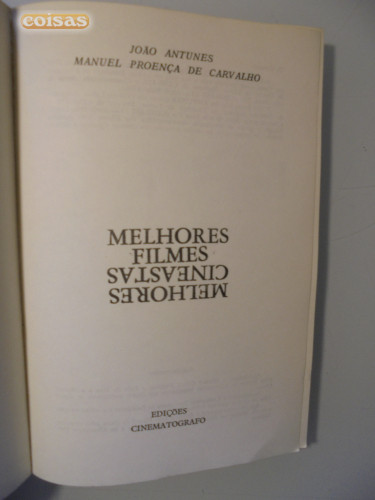 coisas
JOÃO ANTUNES
MANUEL PROENÇA DE CARVALHO
MELHORES
FILMES
MELHORES
CINEASTAS
EDIÇÕES
CINEMATOGRAFO